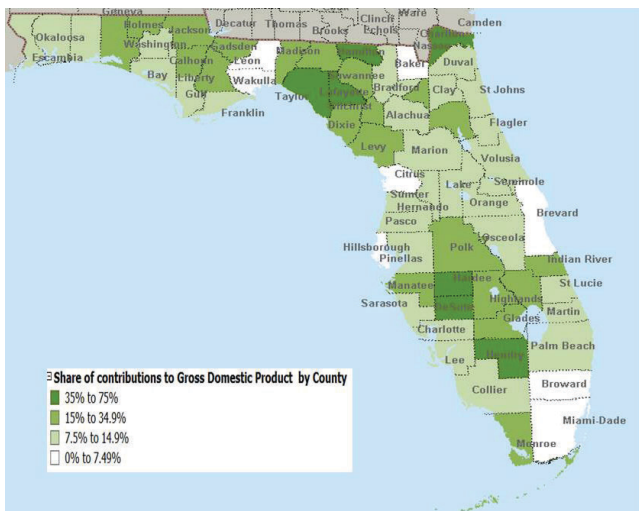 Geneva
Ware
Holmes
Jackson
Decatur
Thomas
Brooks
Clinch
Echols
Camden
Charlton
Okaloosa
Washington
Gadsden
Madison
Hamilton
Nassau
Escambia
Calhoun
Leon
Baker
Duval
Bay
Liberty
Wakulla
Suwannee
Taylor
Lafayette
Bradford
Clay
St Johns
Gulf
Gilchrist
Franklin
Alachua
Dixie
Flagler
Levy
Marion
Volusia
Citrus
Lake
Seminole
Sumter
Hernando
Orange
Brevard
Pasco
Osceola
Hillsborough
Polk
Pinellas
Indian River
Hardee
Manatee
St Lucie
Highlands
Sarasota
DeSoto
Martin
Glades
Charlotte
Palm Beach
Lee
Hendry
Collier
Broward
Miami-Dade
Monroe
Share of contributions to Gross Domestic Product by County
35% to 75%
15% to 34.9%
7.5% to 14.9%
0% to 7.49%